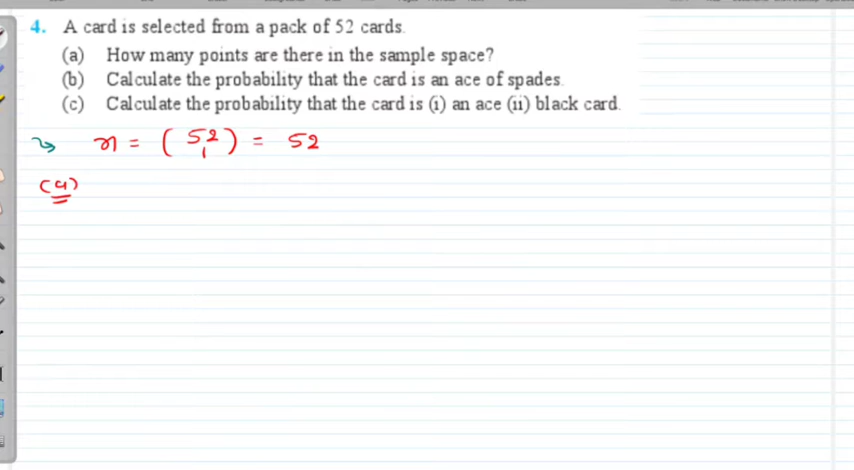 4. A card is selected from a pack of 52 cards.
(a) How many points are there in the sample space?
(b) Calculate the probability that the card is an ace of spades.
(c) Calculate the probability that the card is (i) an ace (ii) black card.
n = (52 1) = 52
(a)